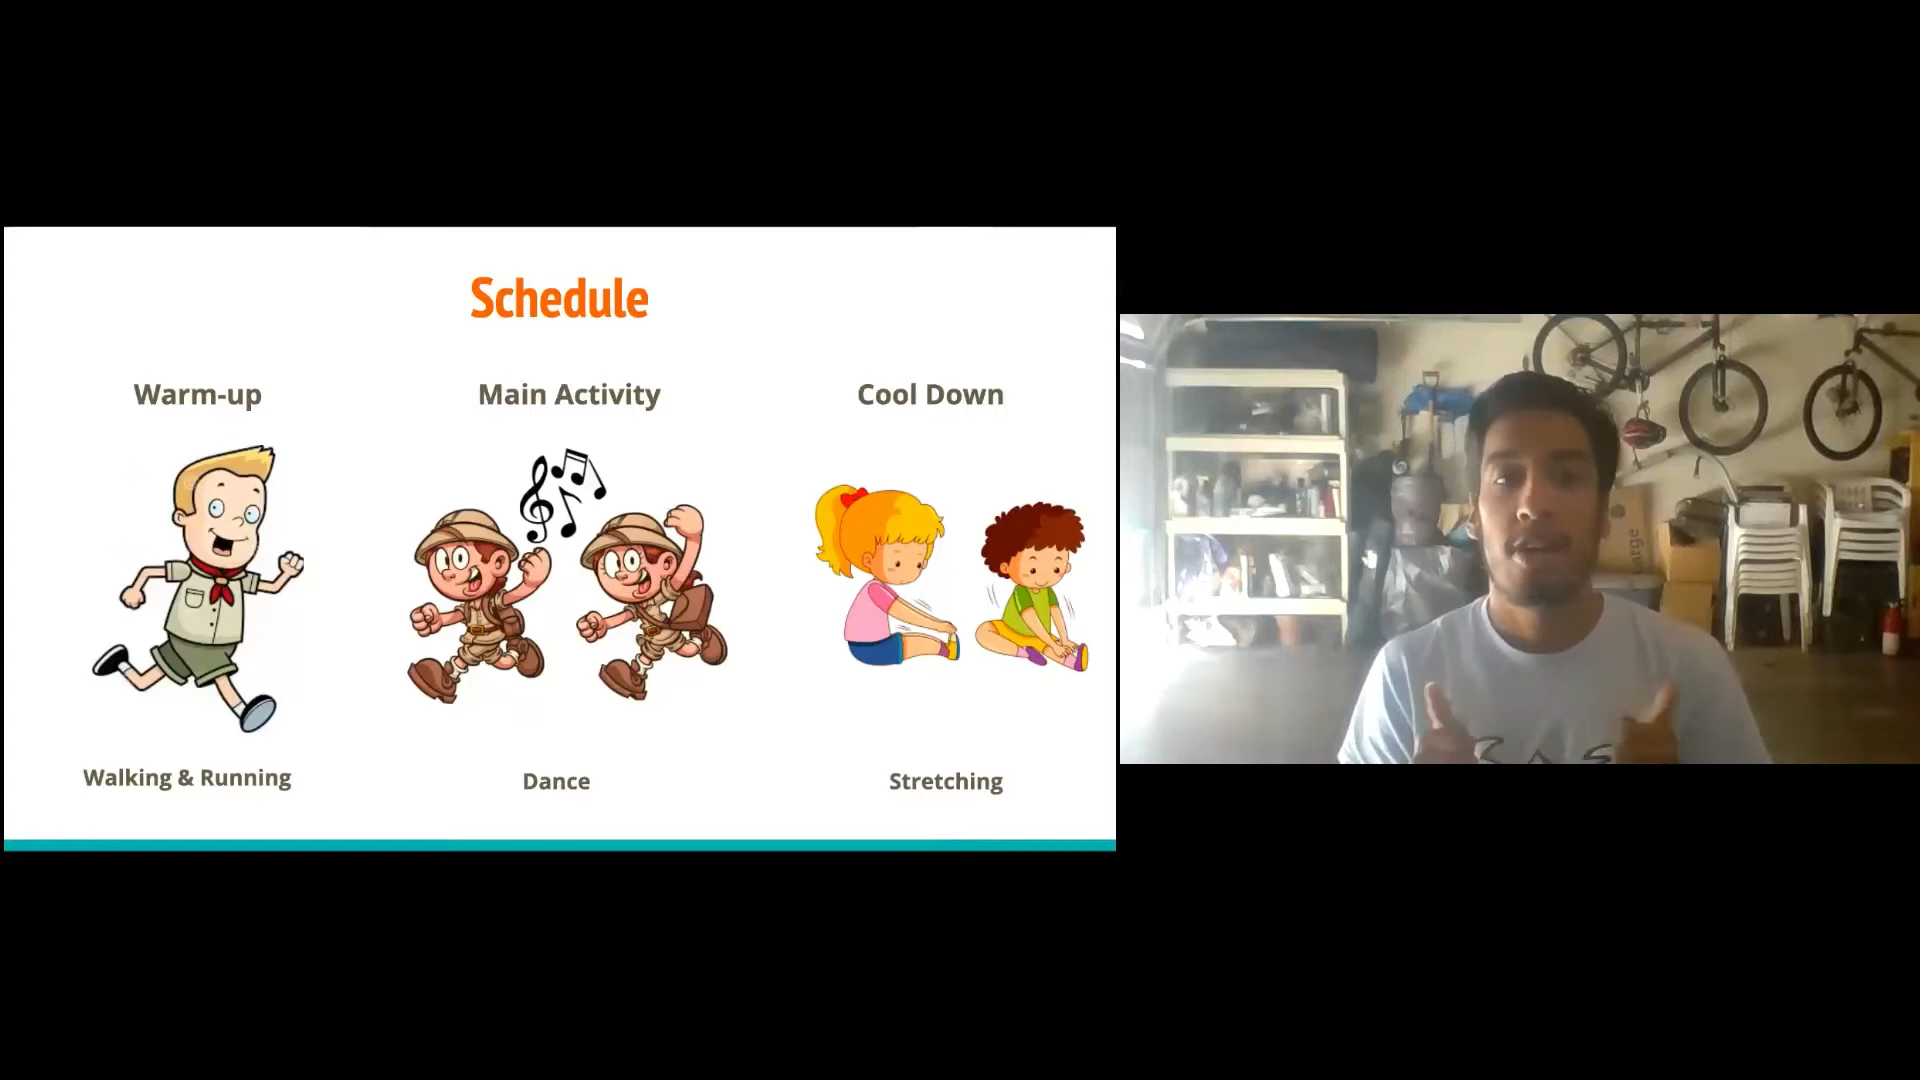 Schedule
Warm-up
Main Activity
Cool Down
Walking & Running
Dance
Stretching